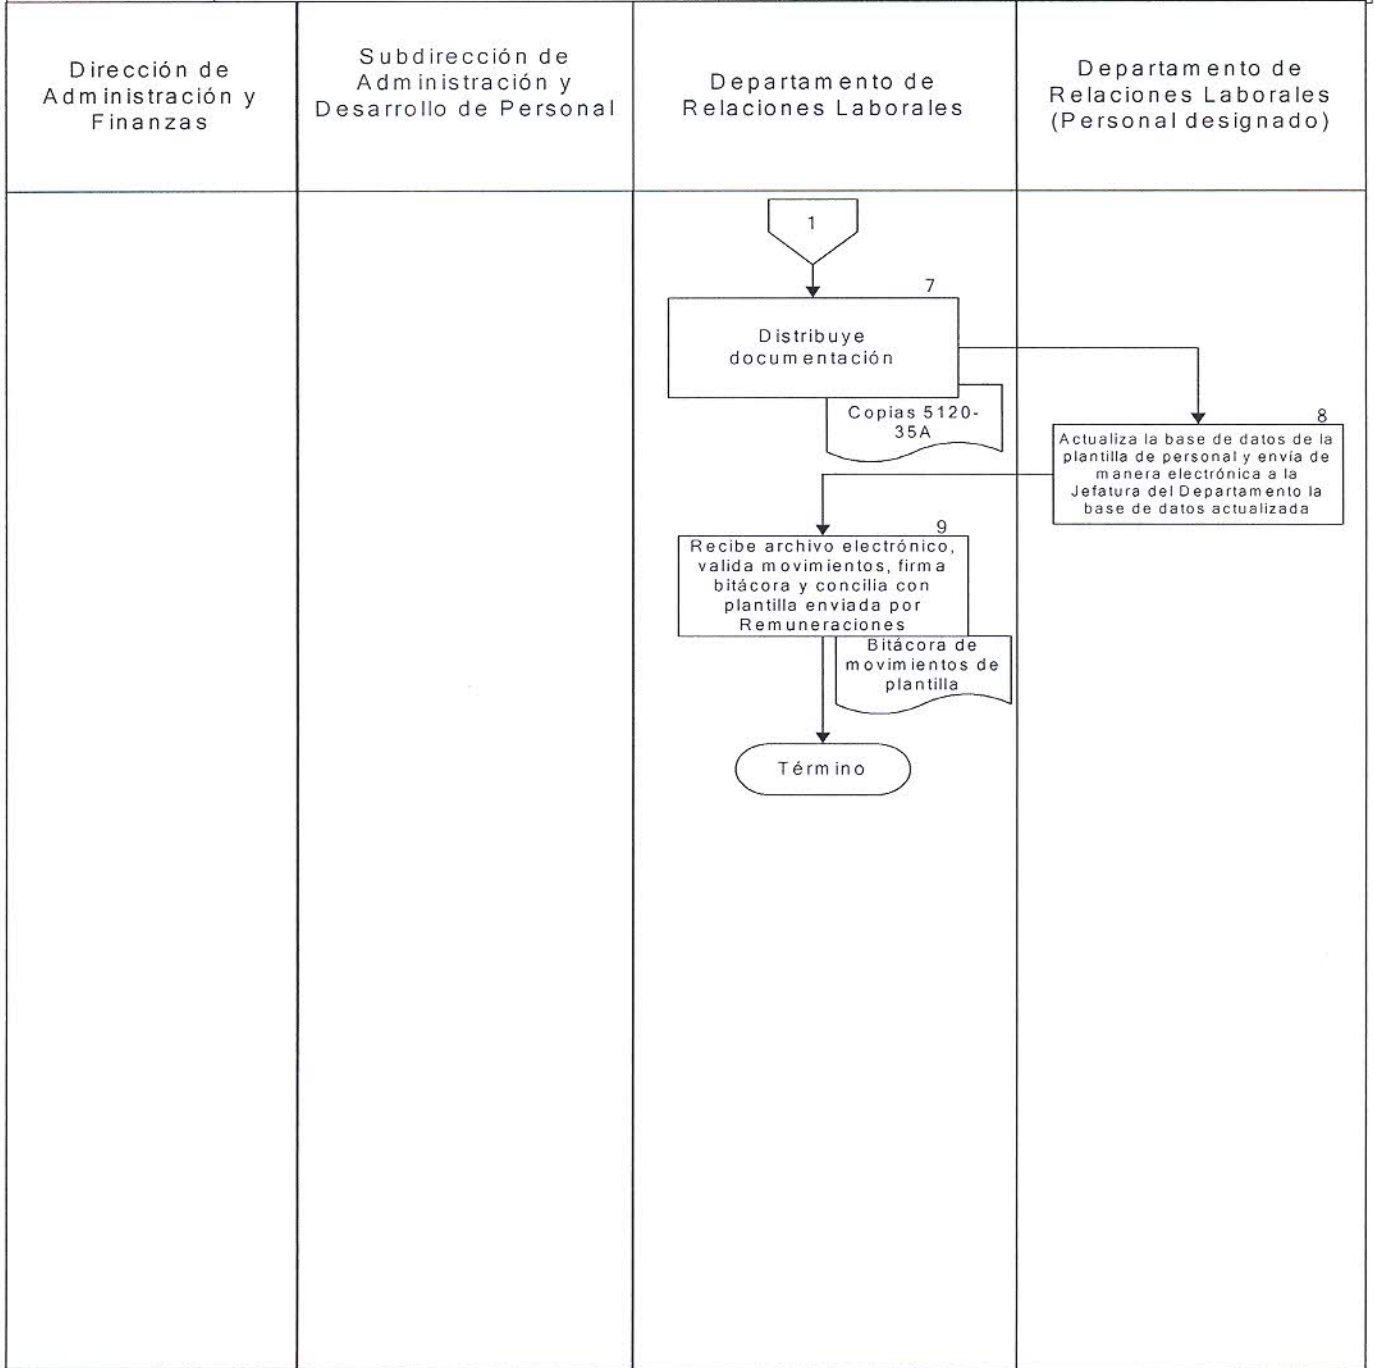 Dirección de
Administración y
Finanzas
Subdirección de
Administración y
Desarrollo de Personal
Departamento de
Relaciones Laborales
Departamento de
Relaciones Laborales
(Personal designado)
1
7
Distribuye
documentación
Copias 5120-
35A
8
Actualiza la base de datos de la
plantilla de personal y envía de
manera electrónica a la
Jefatura del Departamento la
base de datos actualizada
9
Recibe archivo electrónico,
valida movimientos, firma
bitácora y concilia con
plantilla enviada por
Remuneraciones
Bitácora de
movimientos de
plantilla
Término